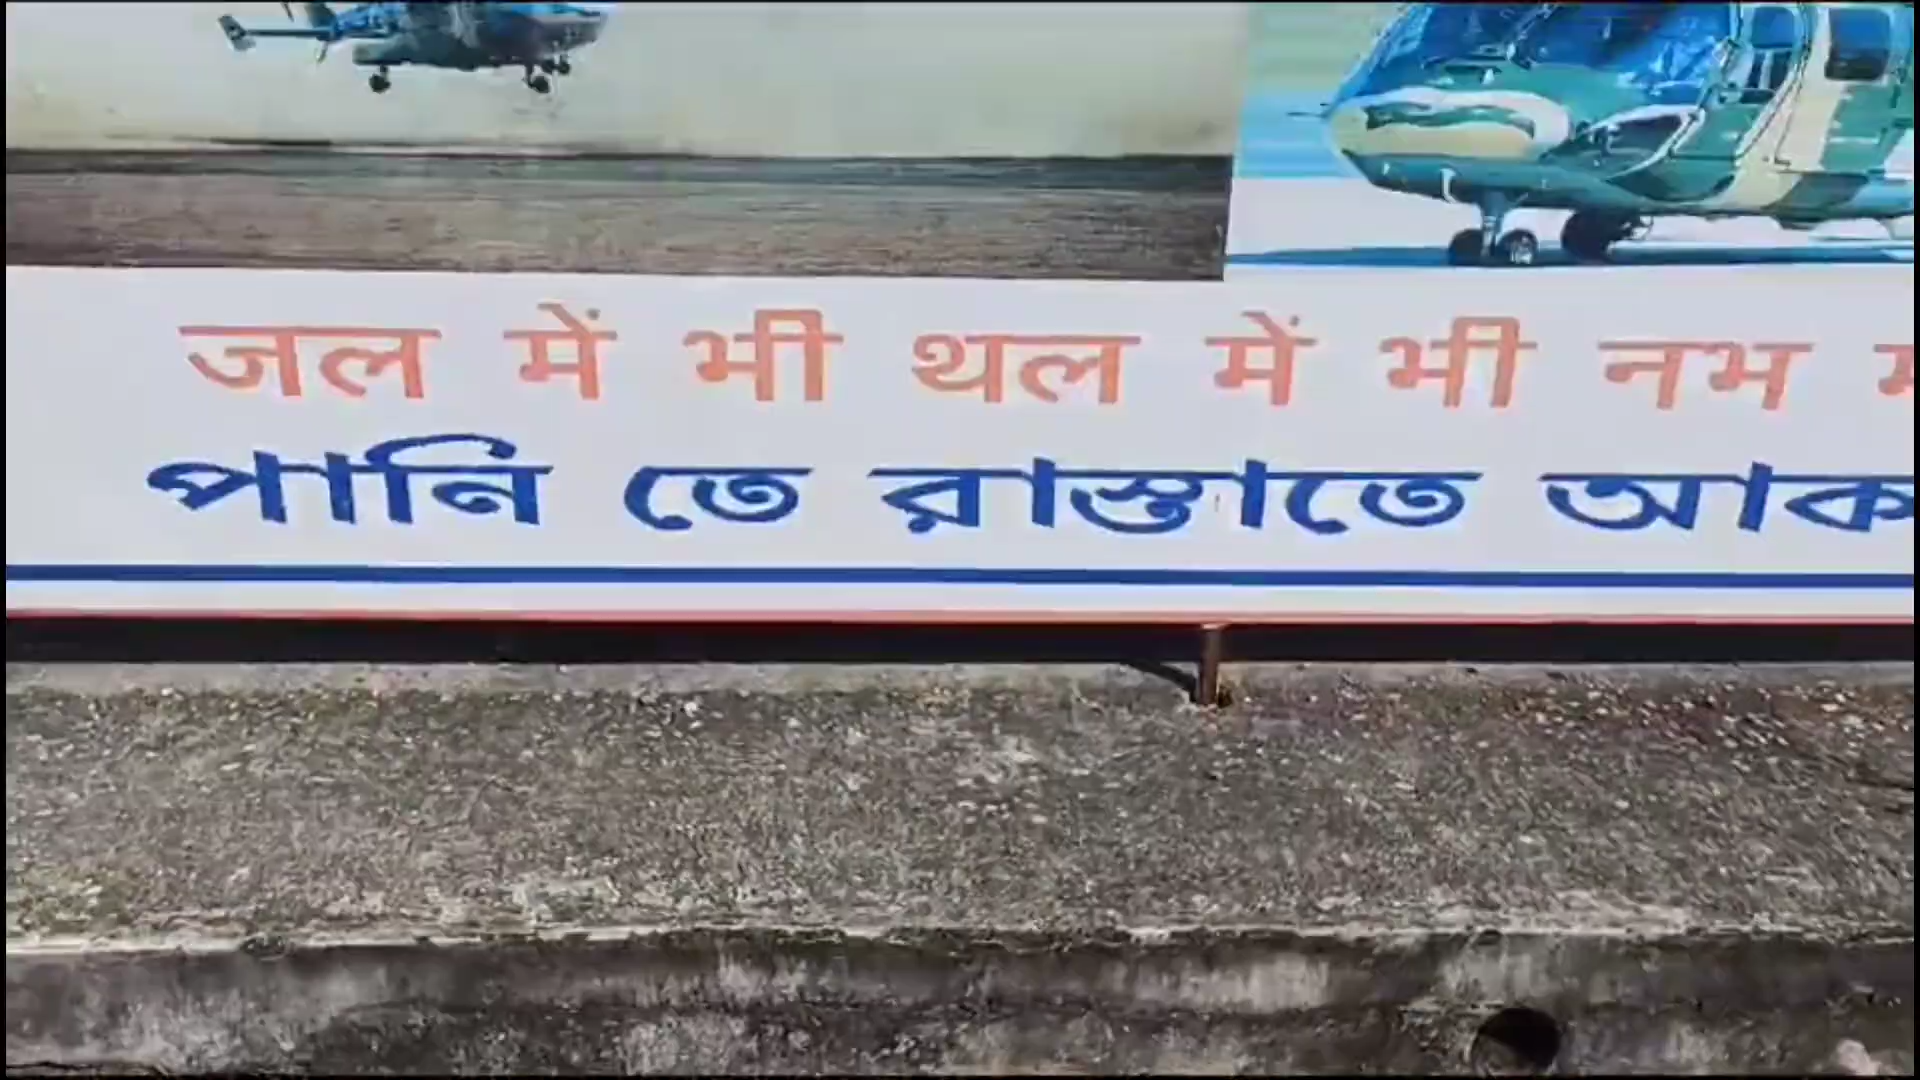 जल में भी थल में भी नभ
পানি তে রাস্তাতে আক